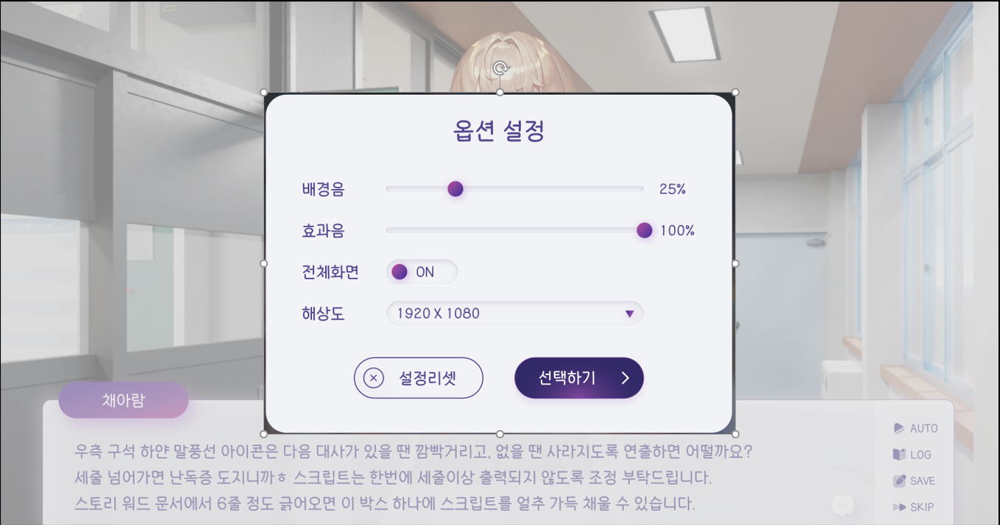 옵션 설정
배경음 25%
효과음 100%
전체화면 ON
해상도 1920 X 1080
설정리셋 선택하기
채아람
우측 구석 하얀 말풍선 아이콘은 다음 대사가 있을 땐 깜빡거리고, 없을 땐 사라지도록 연출하면 어떨까요?
세줄 넘어가면 난독증 도지니까ㅎ 스크립트는 한번에 세줄이상 출력되지 않도록 조정 부탁드립니다.
스토리 워드 문서에서 6줄 정도 긁어오면 이 박스 하나에 스크립트를 얼추 가득 채울 수 있습니다.
AUTO
LOG
SAVE
SKIP